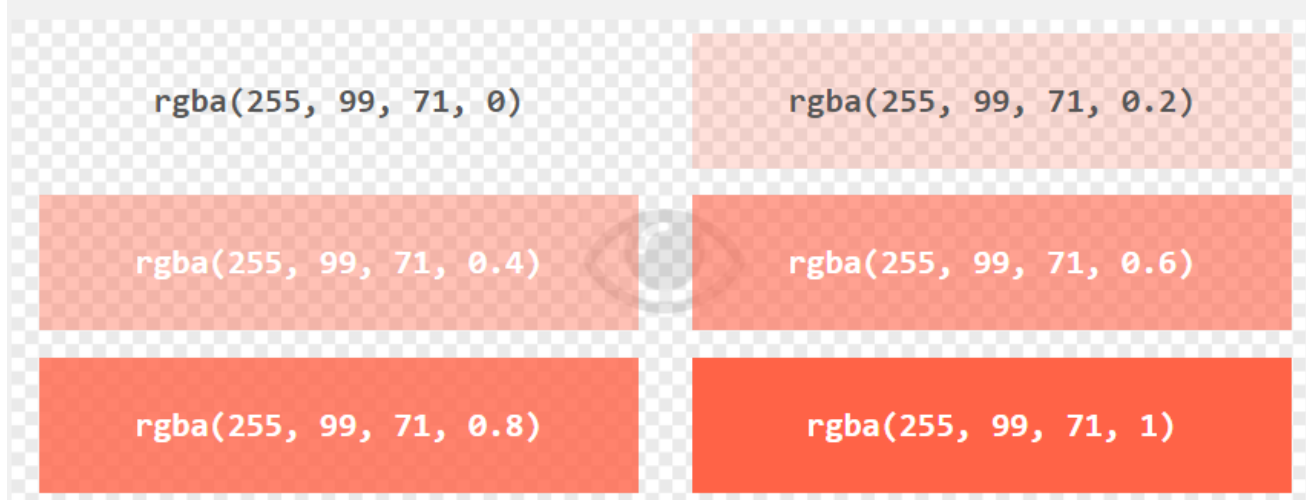 rgba(255, 99, 71, 0)
rgba(255, 99, 71, 0.2)
rgba(255, 99, 71, 0.4)
rgba(255, 99, 71, 0.6)
rgba(255, 99, 71, 0.8)
rgba(255, 99, 71, 1)